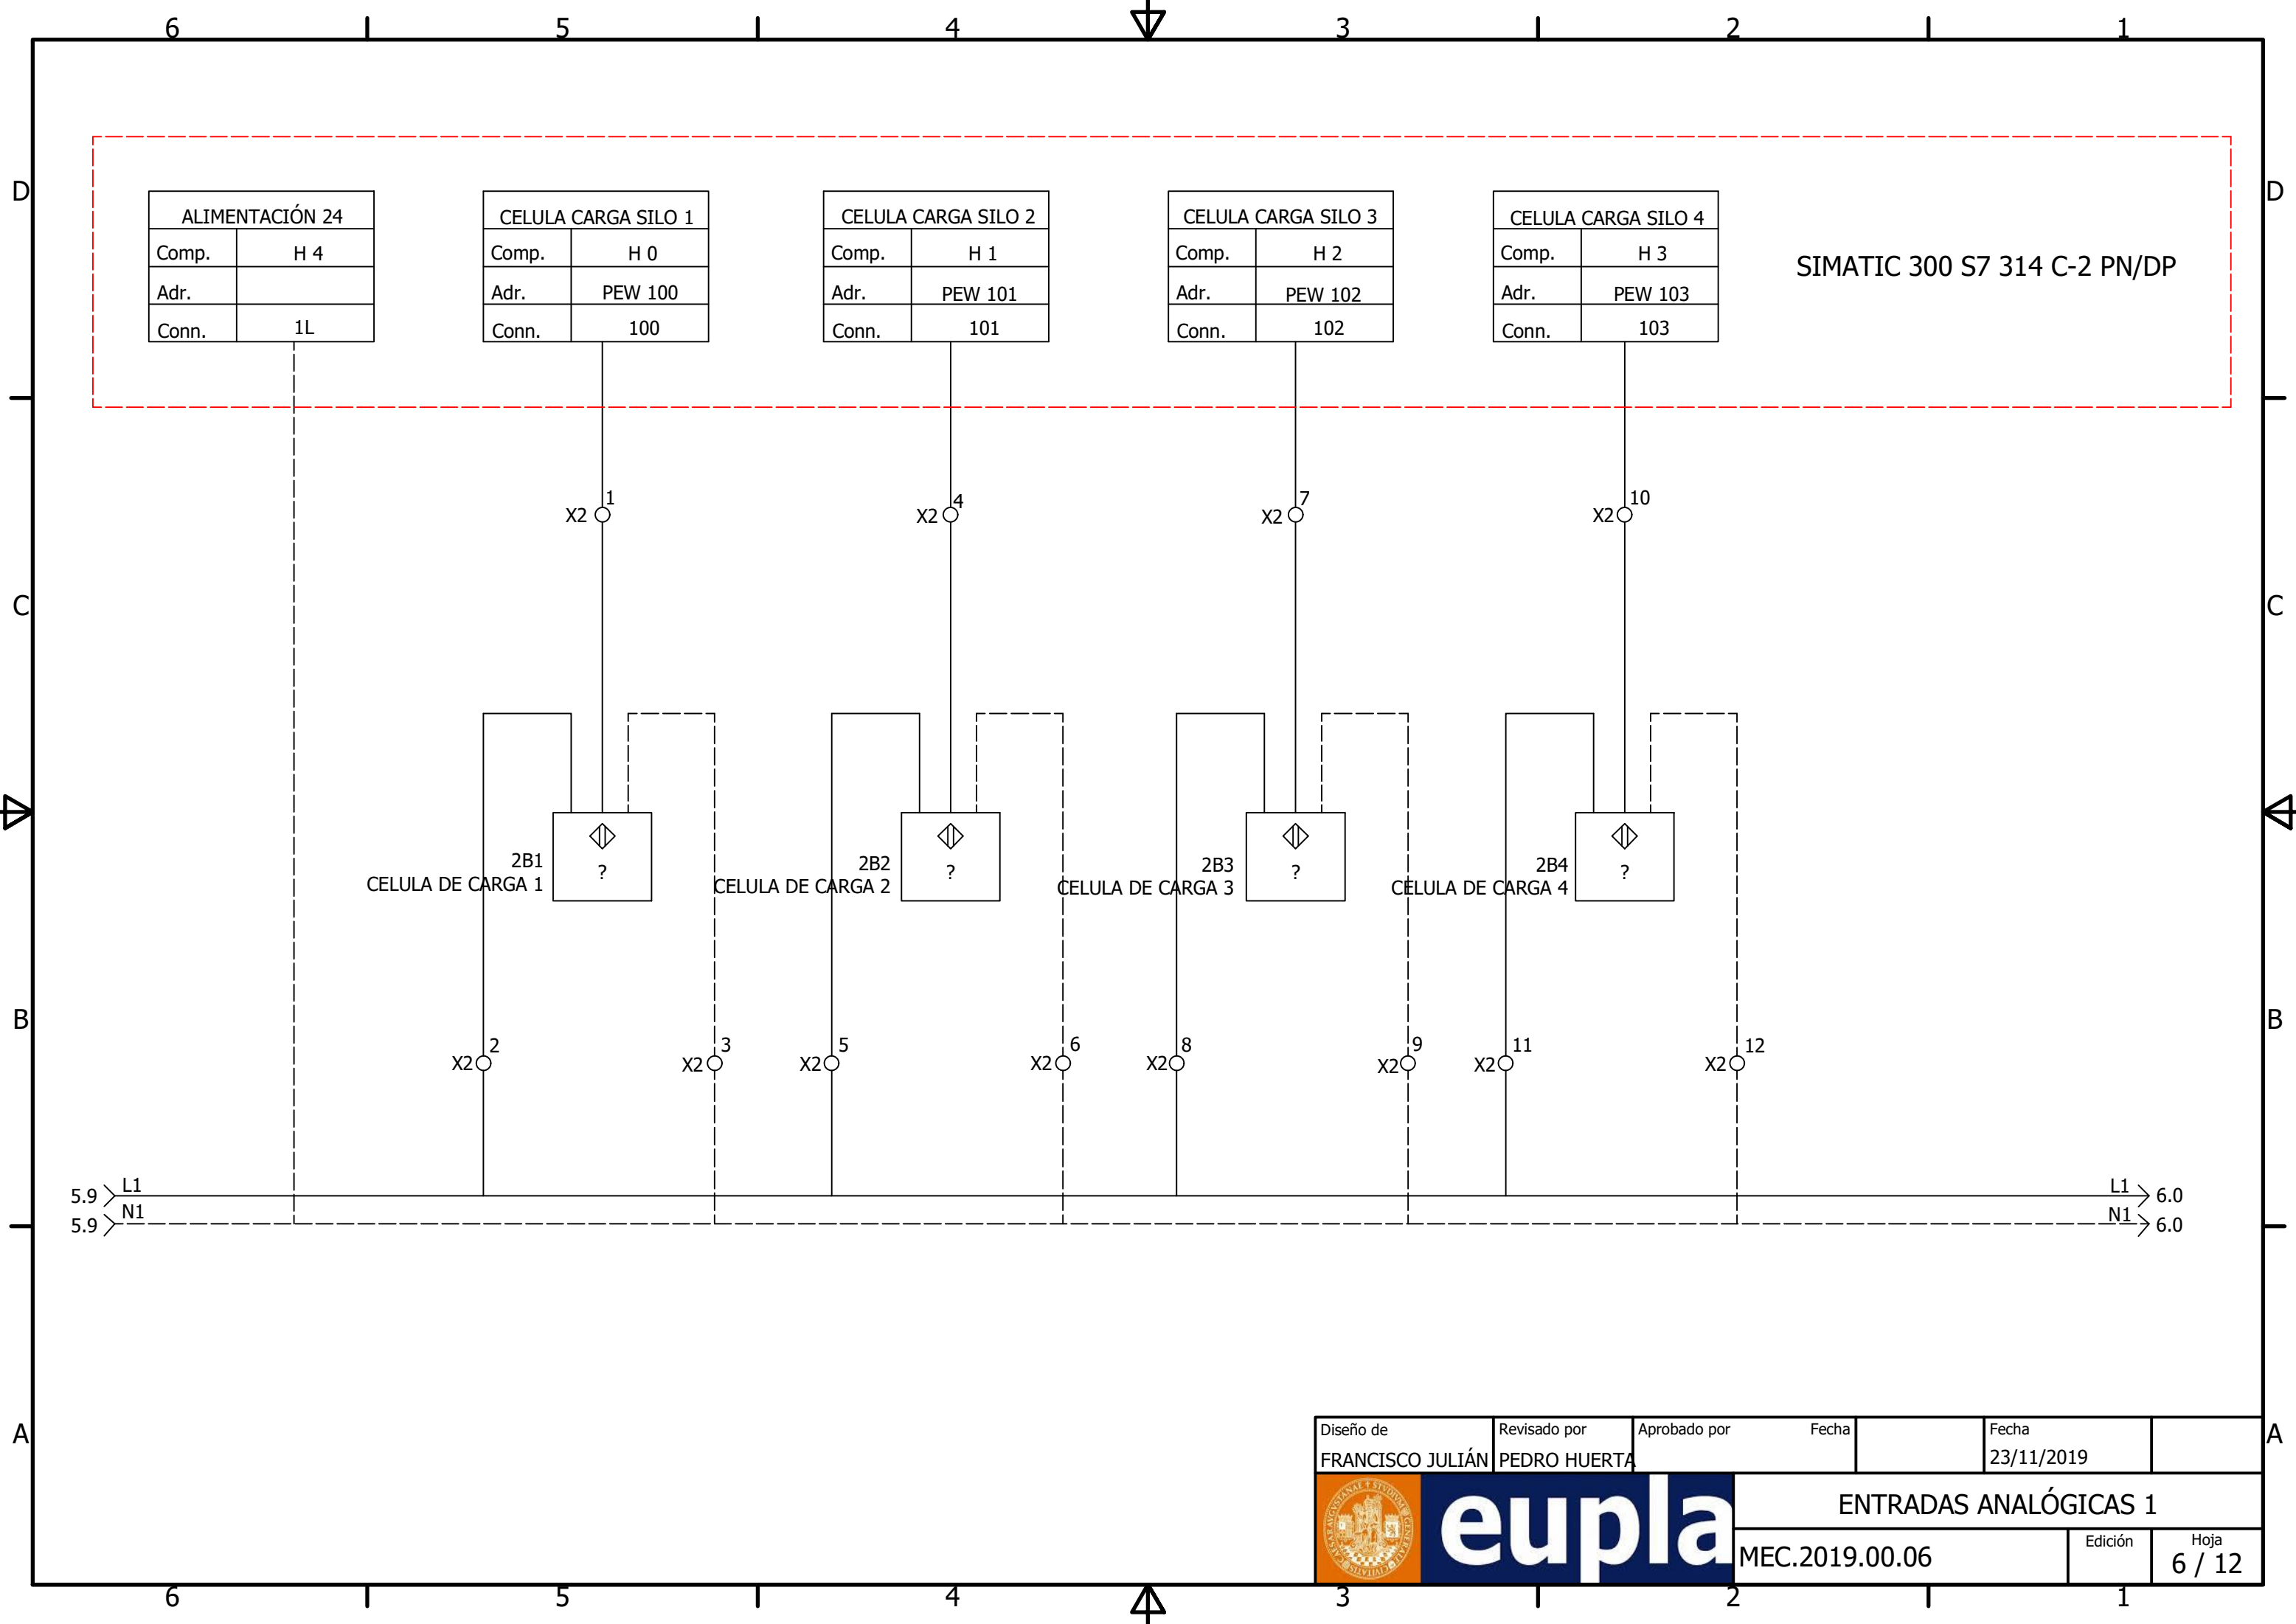 6 5 4 3 2 1
D D
ALIMENTACIÓN 24
Comp. H 4
Adr.
Conn. 1L
CELULA CARGA SILO 1
Comp. H 0
Adr. PEW 100
Conn. 100
CELULA CARGA SILO 2
Comp. H 1
Adr. PEW 101
Conn. 101
CELULA CARGA SILO 3
Comp. H 2
Adr. PEW 102
Conn. 102
CELULA CARGA SILO 4
Comp. H 3
Adr. PEW 103
Conn. 103
SIMATIC 300 S7 314 C-2 PN/DP
X2 1
X2 4
X2 7
X2 10
C C
2B1
CELULA DE CARGA 1
?
2B2
CELULA DE CARGA 2
?
2B3
CELULA DE CARGA 3
?
2B4
CELULA DE CARGA 4
?
B B
X2 2
X2 3
X2 5
X2 6
X2 8
X2 9
X2 11
X2 12
5.9 L1 L1 6.0
5.9 N1 N1 6.0
A A
Diseño de
FRANCISCO JULIÁN
Revisado por
PEDRO HUERTA
Aprobado por
Fecha
Fecha
23/11/2019
eupla
ENTRADAS ANALÓGICAS 1
MEC.2019.00.06
Edición
Hoja
6 / 12
6 5 4 3 2 1